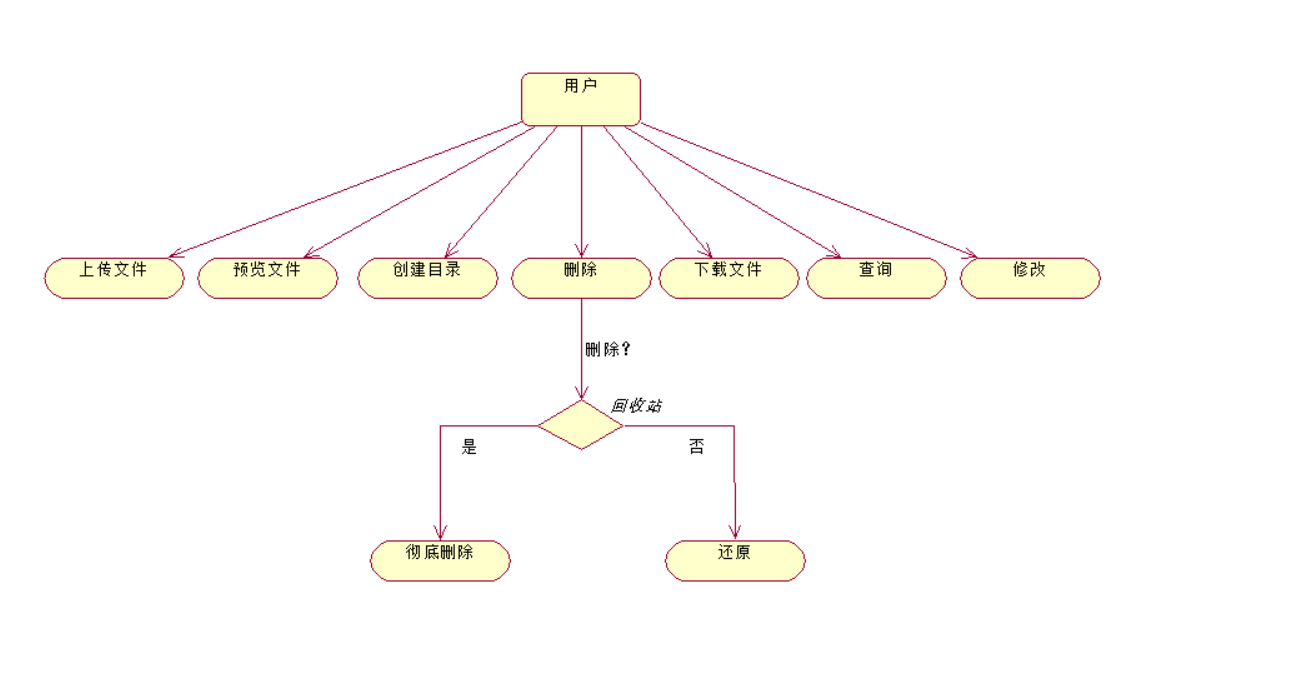 用户
上传文件
预览文件
创建目录
删除
下载文件
查询
修改
删除？
回收站
是
否
彻底删除
还原